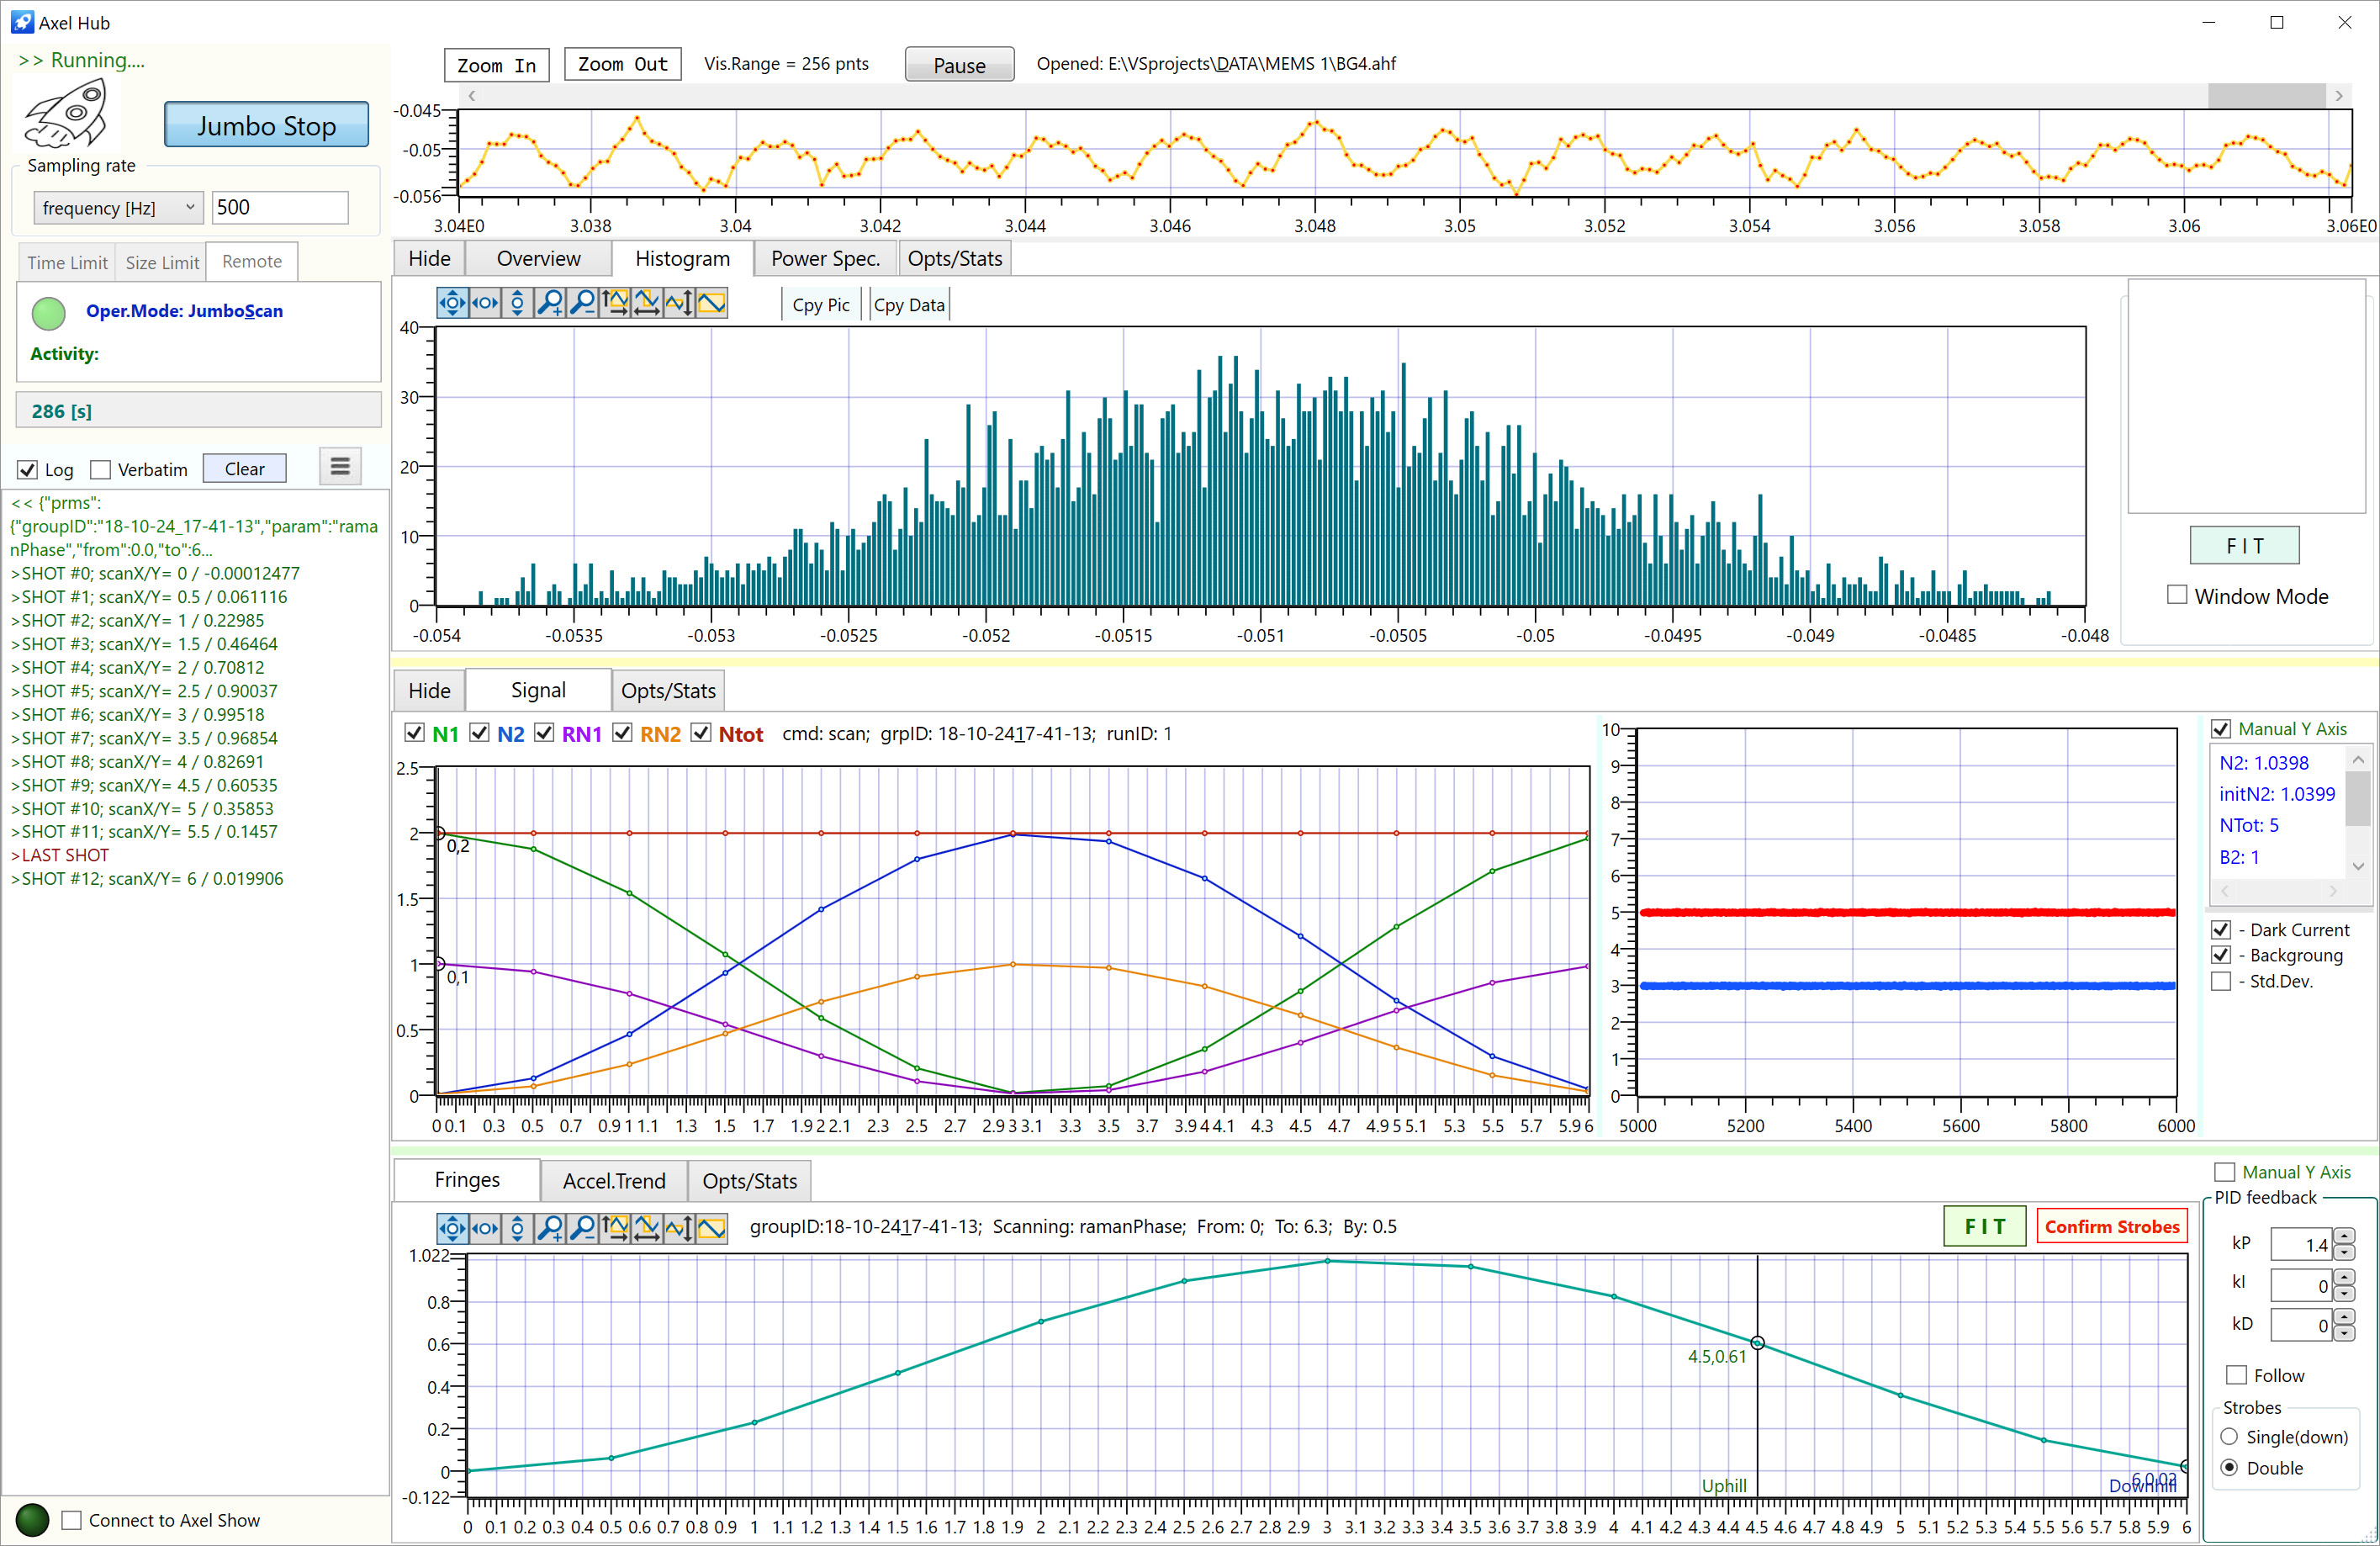 Axel Hub
>> Running....
Jumbo Stop
Sampling rate
frequency [Hz] 500
Time Limit Size Limit Remote
Oper.Mode: JumboScan
Activity:
286 [s]
Log Verbatim Clear
<< {"prms":
{"groupID":"18-10-24_17-41-13","param":"rama
nPhase","from":0.0,"to":6...
>SHOT #0; scanX/Y= 0 / -0.00012477
>SHOT #1; scanX/Y= 0.5 / 0.061116
>SHOT #2; scanX/Y= 1 / 0.22985
>SHOT #3; scanX/Y= 1.5 / 0.46464
>SHOT #4; scanX/Y= 2 / 0.70812
>SHOT #5; scanX/Y= 2.5 / 0.90037
>SHOT #6; scanX/Y= 3 / 0.99518
>SHOT #7; scanX/Y= 3.5 / 0.96854
>SHOT #8; scanX/Y= 4 / 0.82691
>SHOT #9; scanX/Y= 4.5 / 0.60535
>SHOT #10; scanX/Y= 5 / 0.35853
>SHOT #11; scanX/Y= 5.5 / 0.1457
>LAST SHOT
>SHOT #12; scanX/Y= 6 / 0.019906
Connect to Axel Show
Zoom In Zoom Out Vis.Range = 256 pnts Pause Opened: E:\VSprojects\DATA\MEMS 1\BG4.ahf
-0.045
-0.05
-0.056
3.04E0 3.038 3.04 3.042 3.044 3.046 3.048 3.05 3.052 3.054 3.056 3.058 3.06 3.06E0
Hide Overview Histogram Power Spec. Opts/Stats
Cpy Pic Cpy Data
40
30
20
10
0
-0.054 -0.0535 -0.053 -0.0525 -0.052 -0.0515 -0.051 -0.0505 -0.05 -0.0495 -0.049 -0.0485 -0.048
F I T
Window Mode
Hide Signal Opts/Stats
N1 N2 RN1 RN2 Ntot cmd: scan; grpID: 18-10-2417-41-13; runID: 1
2.5
2
1.5
1
0.5
0
0,2
0,1
0 0.1 0.3 0.5 0.7 0.9 1 1.1 1.3 1.5 1.7 1.9 2 2.1 2.3 2.5 2.7 2.9 3 3.1 3.3 3.5 3.7 3.9 4 4.1 4.3 4.5 4.7 4.9 5 5.1 5.3 5.5 5.7 5.9 6
10
9
8
7
6
5
4
3
2
1
0
5000 5200 5400 5600 5800 6000
Manual Y Axis
N2: 1.0398
initN2: 1.0399
NTot: 5
B2: 1
- Dark Current
- Backgroung
- Std.Dev.
Fringes Accel.Trend Opts/Stats
groupID:18-10-2417-41-13; Scanning: ramanPhase; From: 0; To: 6.3; By: 0.5
F I T Confirm Strobes
1.022
0.8
0.6
0.4
0.2
0
-0.122
4.5,0.61
Uphill
6,0.02
Downhill
0 0.1 0.2 0.3 0.4 0.5 0.6 0.7 0.8 0.9 1 1.1 1.2 1.3 1.4 1.5 1.6 1.7 1.8 1.9 2 2.1 2.2 2.3 2.4 2.5 2.6 2.7 2.8 2.9 3 3.1 3.2 3.3 3.4 3.5 3.6 3.7 3.8 3.9 4 4.1 4.2 4.3 4.4 4.5 4.6 4.7 4.8 4.9 5 5.1 5.2 5.3 5.4 5.5 5.6 5.7 5.8 5.9 6
Manual Y Axis
PID feedback
kP 1.4
kI 0
kD 0
Follow
Strobes
Single(down)
Double